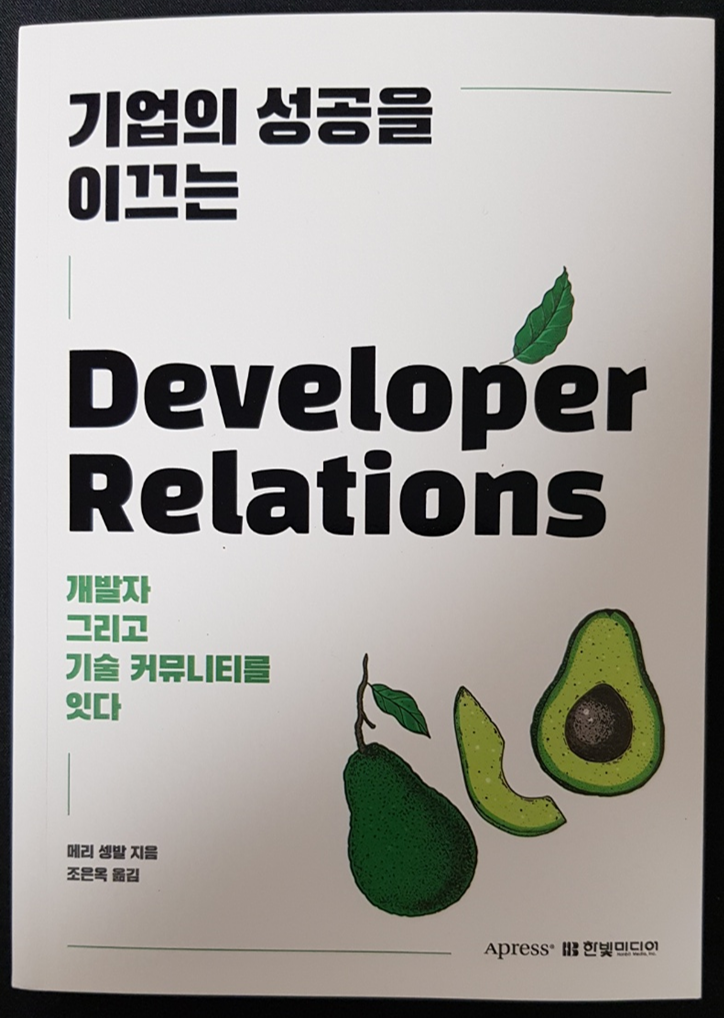 기업의 성공을
이끄는
Developer
Relations
개발자
그리고
기술 커뮤니티를
잇다
메리 셍발 지음
조은옥 옮김
Apress® 한빛미디어